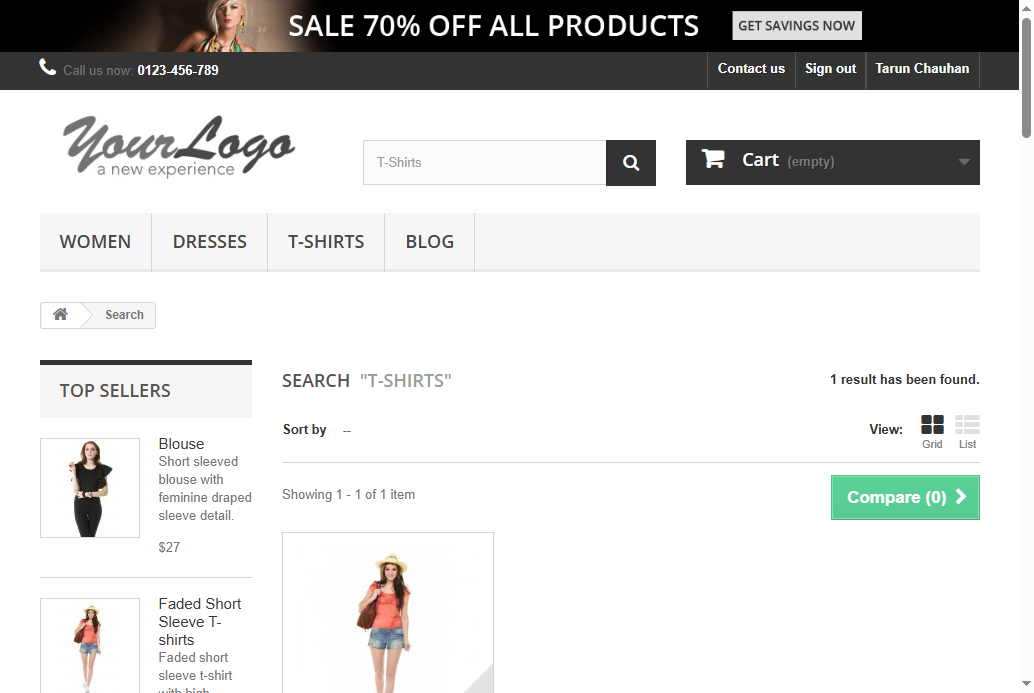 SALE 70% OFF ALL PRODUCTS
GET SAVINGS NOW
Call us now: 0123-456-789
Contact us
Sign out
Tarun Chauhan
YourLogo
a new experience
T-Shirts
Cart (empty)
WOMEN
DRESSES
T-SHIRTS
BLOG
Search
TOP SELLERS
Blouse
Short sleeved
blouse with
feminine draped
sleeve detail.
$27
Faded Short
Sleeve T-
shirts
Faded short
sleeve t-shirt
with high
SEARCH "T-SHIRTS"
1 result has been found.
Sort by --
View:
Grid
List
Showing 1 - 1 of 1 item
Compare (0)